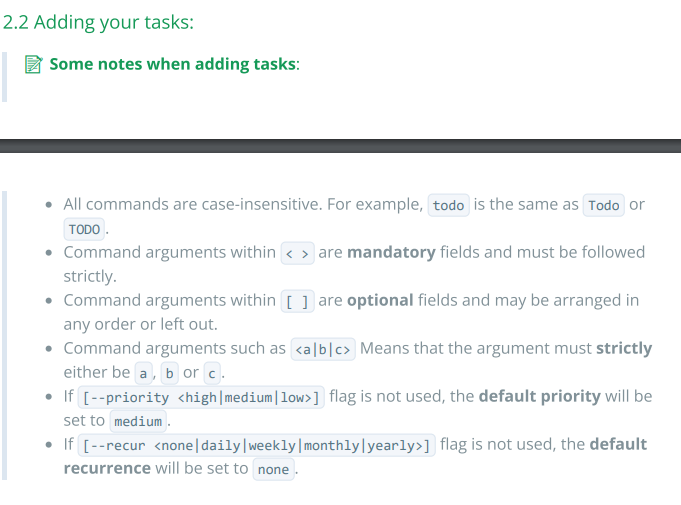 2.2 Adding your tasks:
📝 Some notes when adding tasks:
• All commands are case-insensitive. For example, todo is the same as Todo or
TODO.
• Command arguments within < > are mandatory fields and must be followed
strictly.
• Command arguments within [ ] are optional fields and may be arranged in
any order or left out.
• Command arguments such as <a|b|c> Means that the argument must strictly
either be a, b or c.
• If [--priority <high|medium|low>] flag is not used, the default priority will be
set to medium.
• If [--recur <none|daily|weekly|monthly|yearly>] flag is not used, the default
recurrence will be set to none.